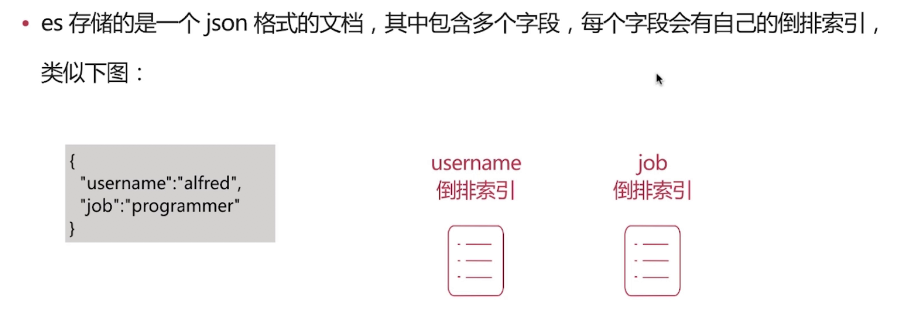 • es 存储的是一个 json 格式的文档，其中包含多个字段，每个字段会有自己的倒排索引，
类似下图：
{
"username":"alfred",
"job":"programmer"
}
username
倒排索引
job
倒排索引